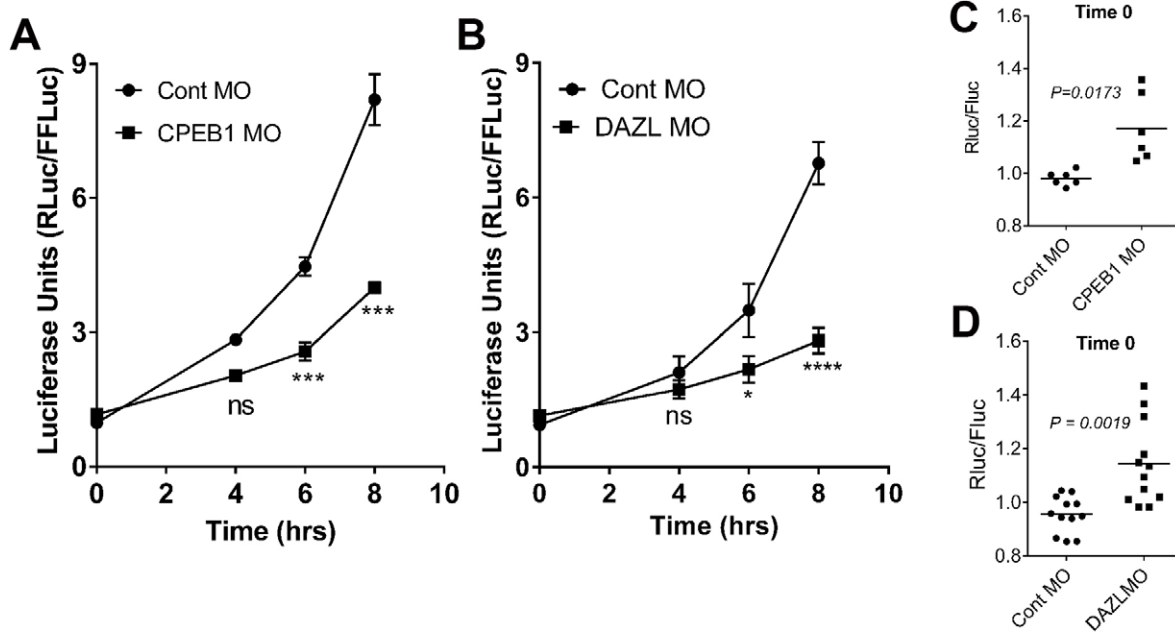 A
Luciferase Units (RLuc/FFLuc)
9
6
3
0
Cont MO
CPEB1 MO
ns
***
***
0 2 4 6 8 10
Time (hrs)
B
Luciferase Units (RLuc/FFLuc)
9
6
3
0
Cont MO
DAZL MO
ns
*
****
0 2 4 6 8 10
Time (hrs)
C
Time 0
Rluc/Fluc
1.6
1.4
1.2
1.0
0.8
P=0.0173
Cont MO
CPEB1 MO
D
Time 0
Rluc/Fluc
1.6
1.4
1.2
1.0
0.8
P = 0.0019
Cont MO
DAZLMO